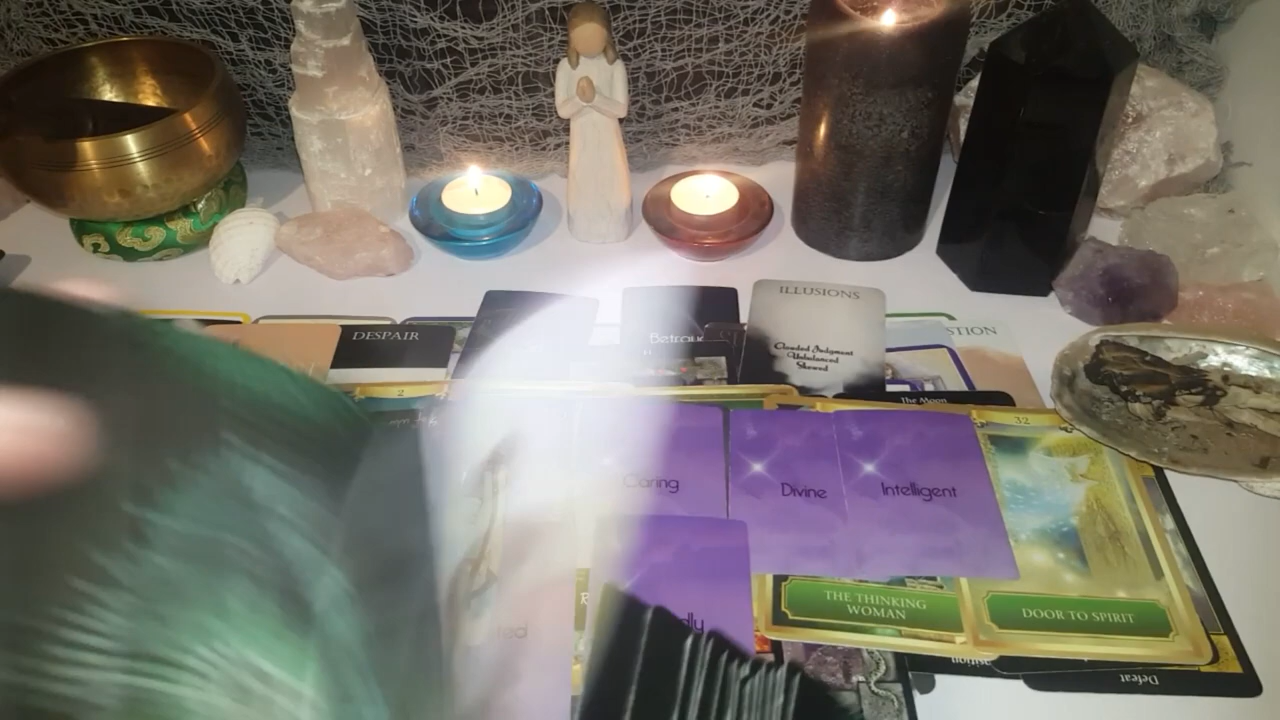 ILLUSIONS
Clouded Judgment
Unbalanced
Skewed
DESPAIR
The Moon
2
32
Caring
Divine
Intelligent
THE THINKING
WOMAN
DOOR TO SPIRIT
Defeat